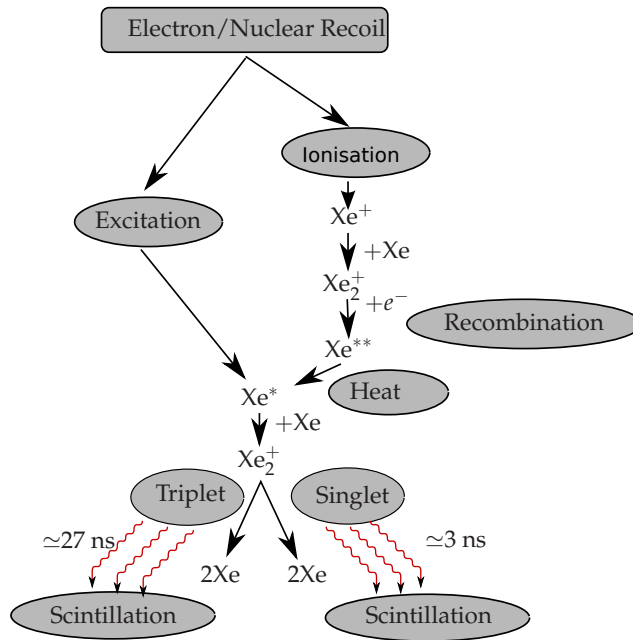 Electron/Nuclear Recoil
Ionisation
Excitation
Xe⁺
+Xe
Xe₂⁺
+e⁻
Recombination
Xe**
Heat
Xe*
+Xe
Xe₂⁺
Triplet
Singlet
≃27 ns
≃3 ns
2Xe
2Xe
Scintillation
Scintillation